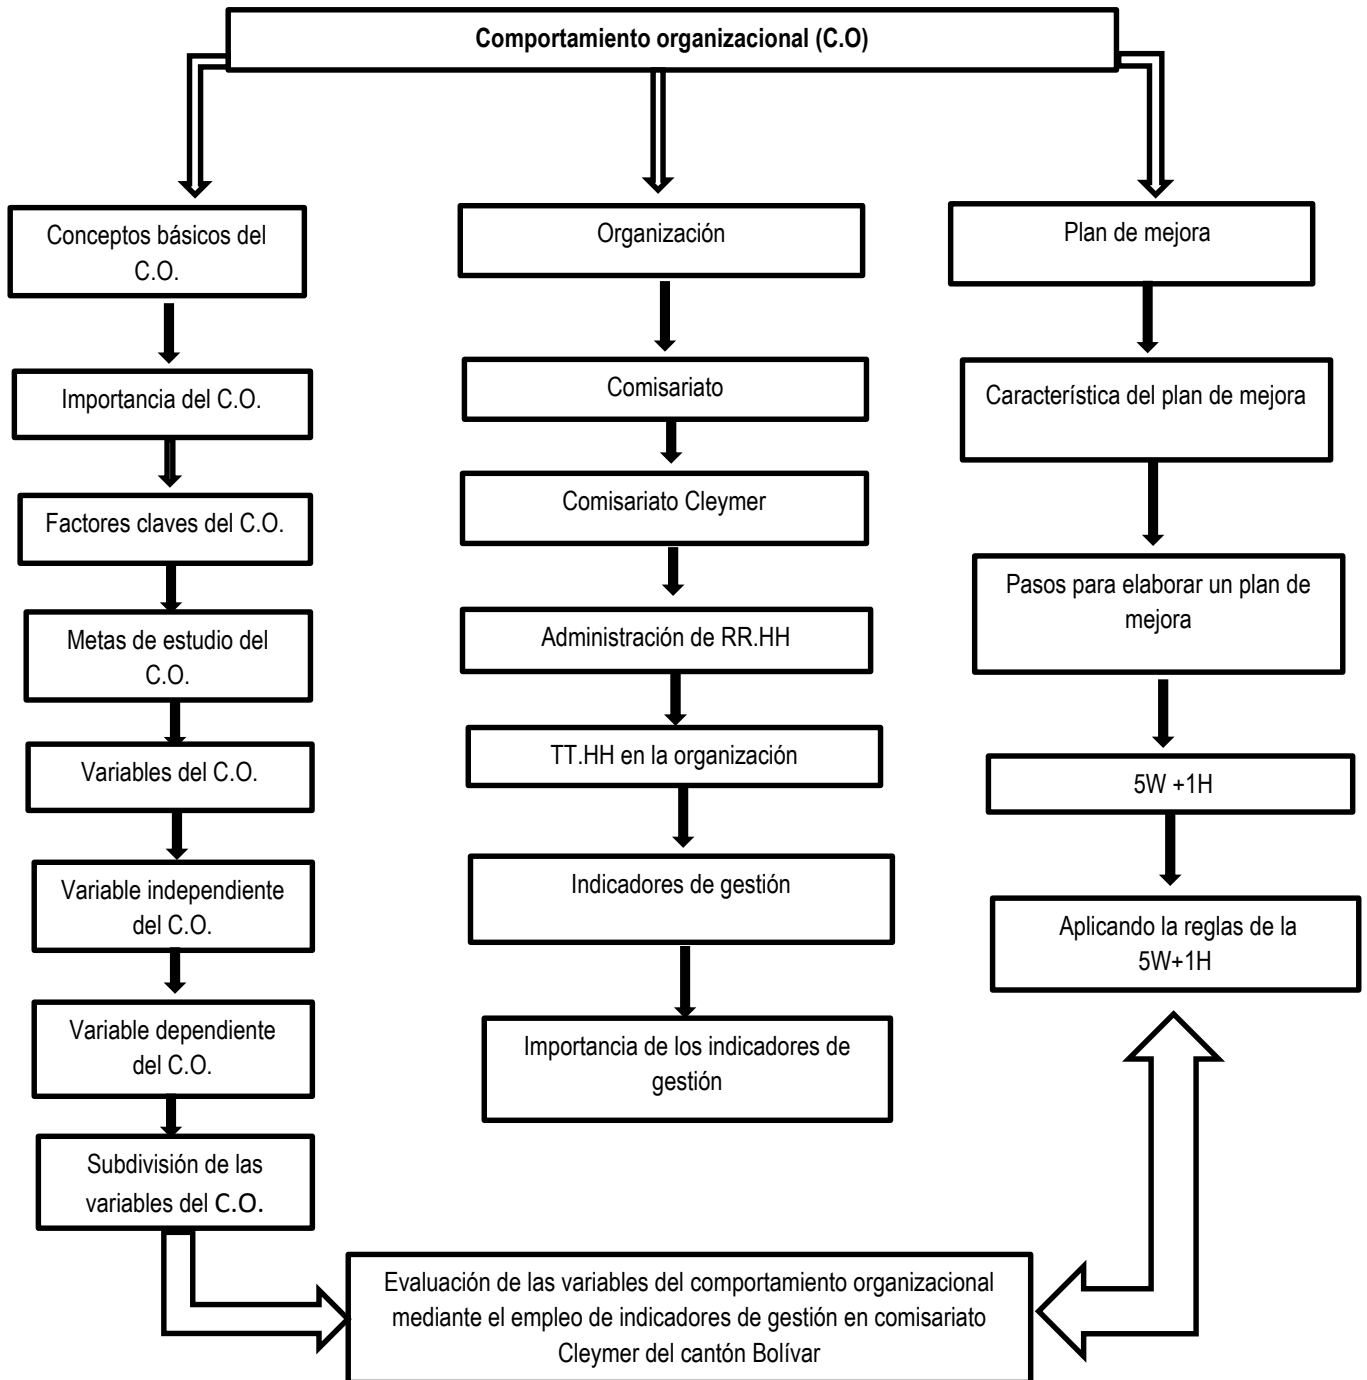 Comportamiento organizacional (C.O)
Conceptos básicos del
C.O.
Importancia del C.O.
Factores claves del C.O.
Metas de estudio del
C.O.
Variables del C.O.
Variable independiente
del C.O.
Variable dependiente
del C.O.
Subdivisión de las
variables del C.O.
Organización
Comisariato
Comisariato Cleymer
Administración de RR.HH
TT.HH en la organización
Indicadores de gestión
Importancia de los indicadores de
gestión
Plan de mejora
Característica del plan de mejora
Pasos para elaborar un plan de
mejora
5W +1H
Aplicando la reglas de la
5W+1H
Evaluación de las variables del comportamiento organizacional
mediante el empleo de indicadores de gestión en comisariato
Cleymer del cantón Bolívar